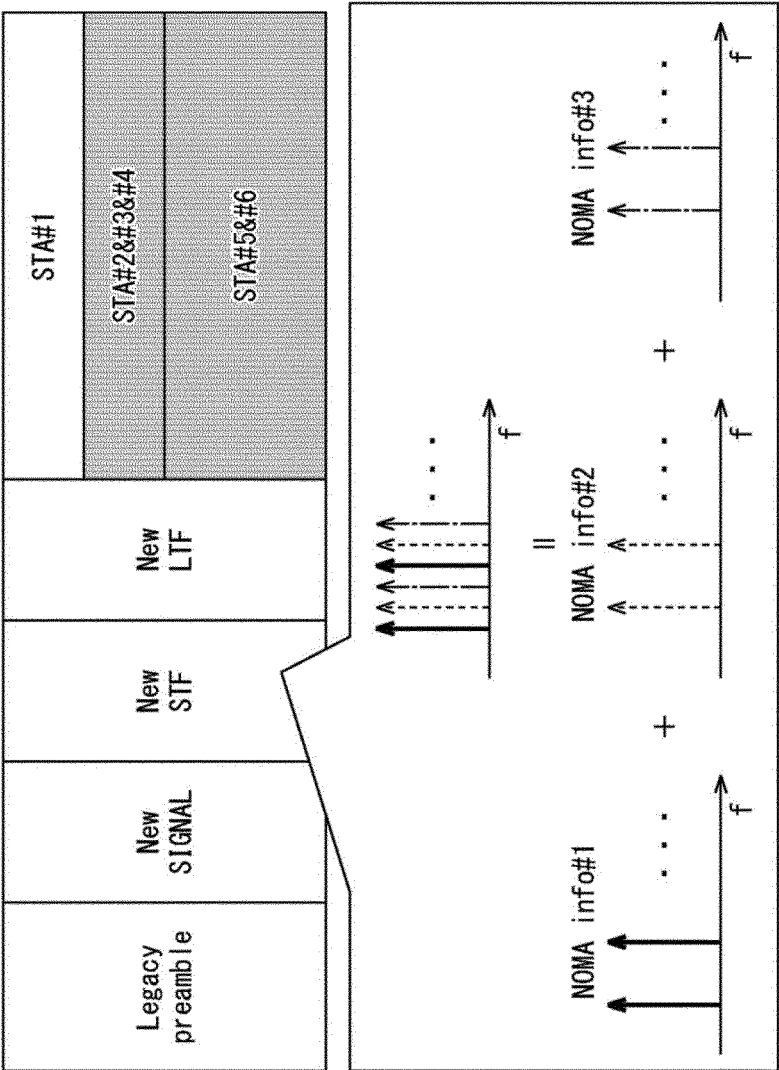 Legacy
preamble
New
SIGNAL
New
STF
New
LTF
STA#1
STA#2&#3&#4
STA#5&#6
. . .
f
=
NOMA info#1
. . .
f
+
NOMA info#2
. . .
f
+
NOMA info#3
. . .
f